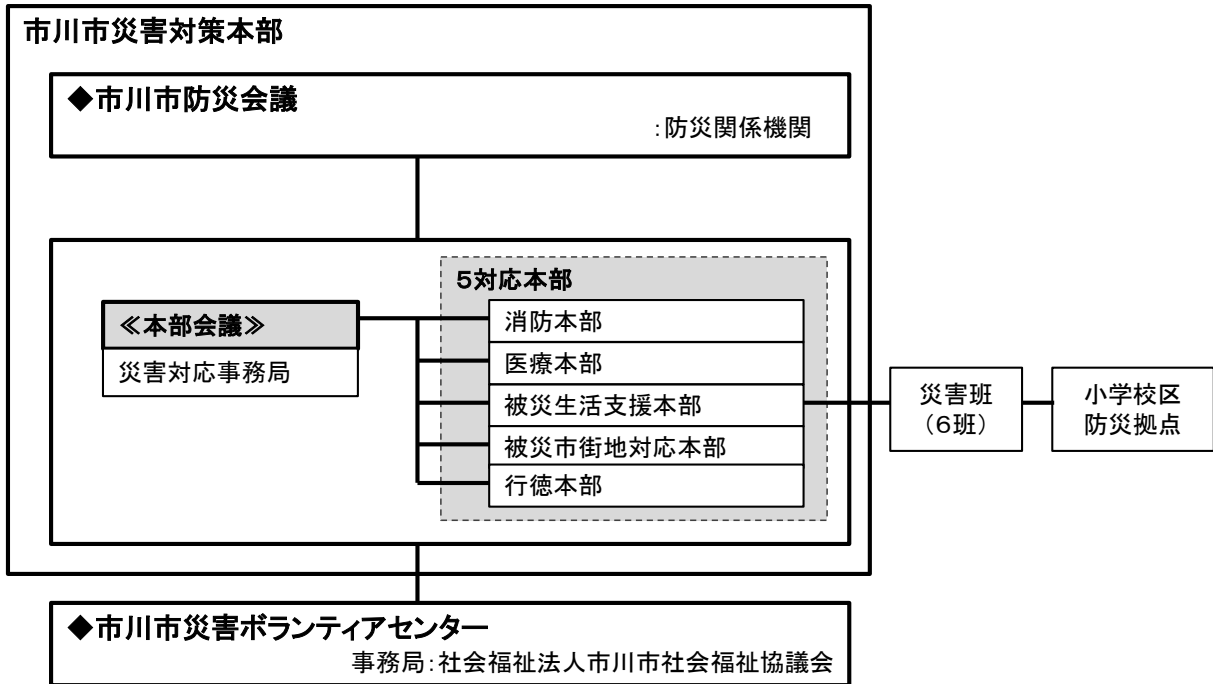 市川市災害対策本部
◆市川市防災会議
：防災関係機関
5対応本部
≪本部会議≫
災害対応事務局
消防本部
医療本部
被災生活支援本部
被災市街地対応本部
行徳本部
災害班
（６班）
小学校区
防災拠点
◆市川市災害ボランティアセンター
事務局：社会福祉法人市川市社会福祉協議会